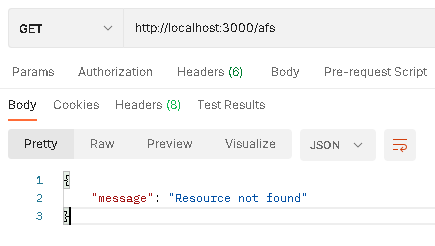 GET http://localhost:3000/afs
Params Authorization Headers (6) Body Pre-request Script
Body Cookies Headers (8) Test Results
Pretty Raw Preview Visualize JSON
1 {
2 "message": "Resource not found"
3 }